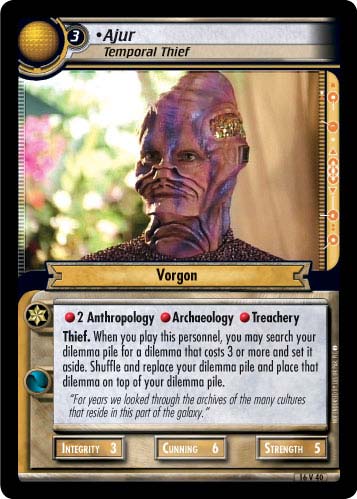 3 •Ajur
Temporal Thief
Vorgon
2 Anthropology Archaeology Treachery
Thief. When you play this personnel, you may search your
dilemma pile for a dilemma that costs 3 or more and set it
aside. Shuffle and replace your dilemma pile and place that
dilemma on top of your dilemma pile.
"For years we looked through the archives of the many cultures
that reside in this part of the galaxy."
INTEGRITY 3 CUNNING 6 STRENGTH 5
16 V 40